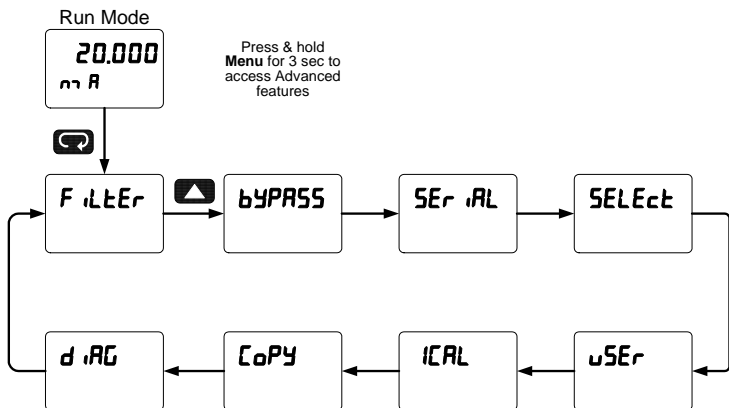 Run Mode
20.000
mA
Press & hold
Menu for 3 sec to
access Advanced
features
FiLtEr
bYPASS
SEriAL
SELEct
diAG
CoPY
ICAL
uSEr